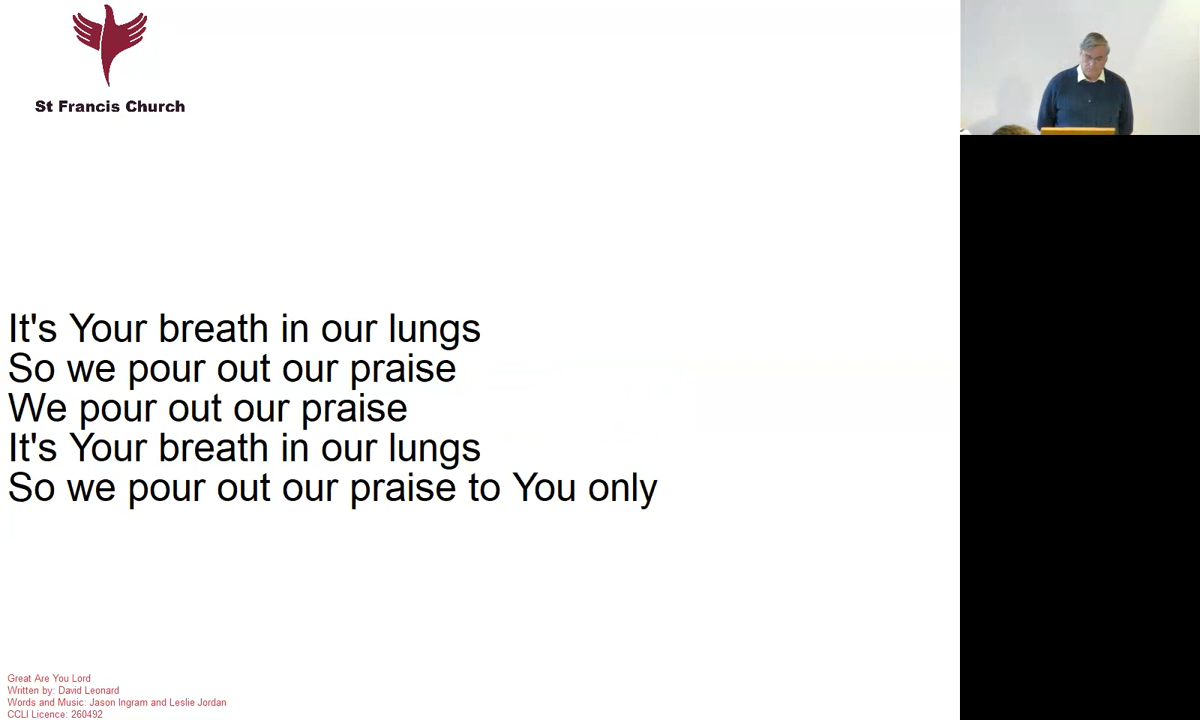 St Francis Church
It's Your breath in our lungs
So we pour out our praise
We pour out our praise
It's Your breath in our lungs
So we pour out our praise to You only
Great Are You Lord
Written by: David Leonard
Words and Music: Jason Ingram and Leslie Jordan
CCLI Licence: 260492